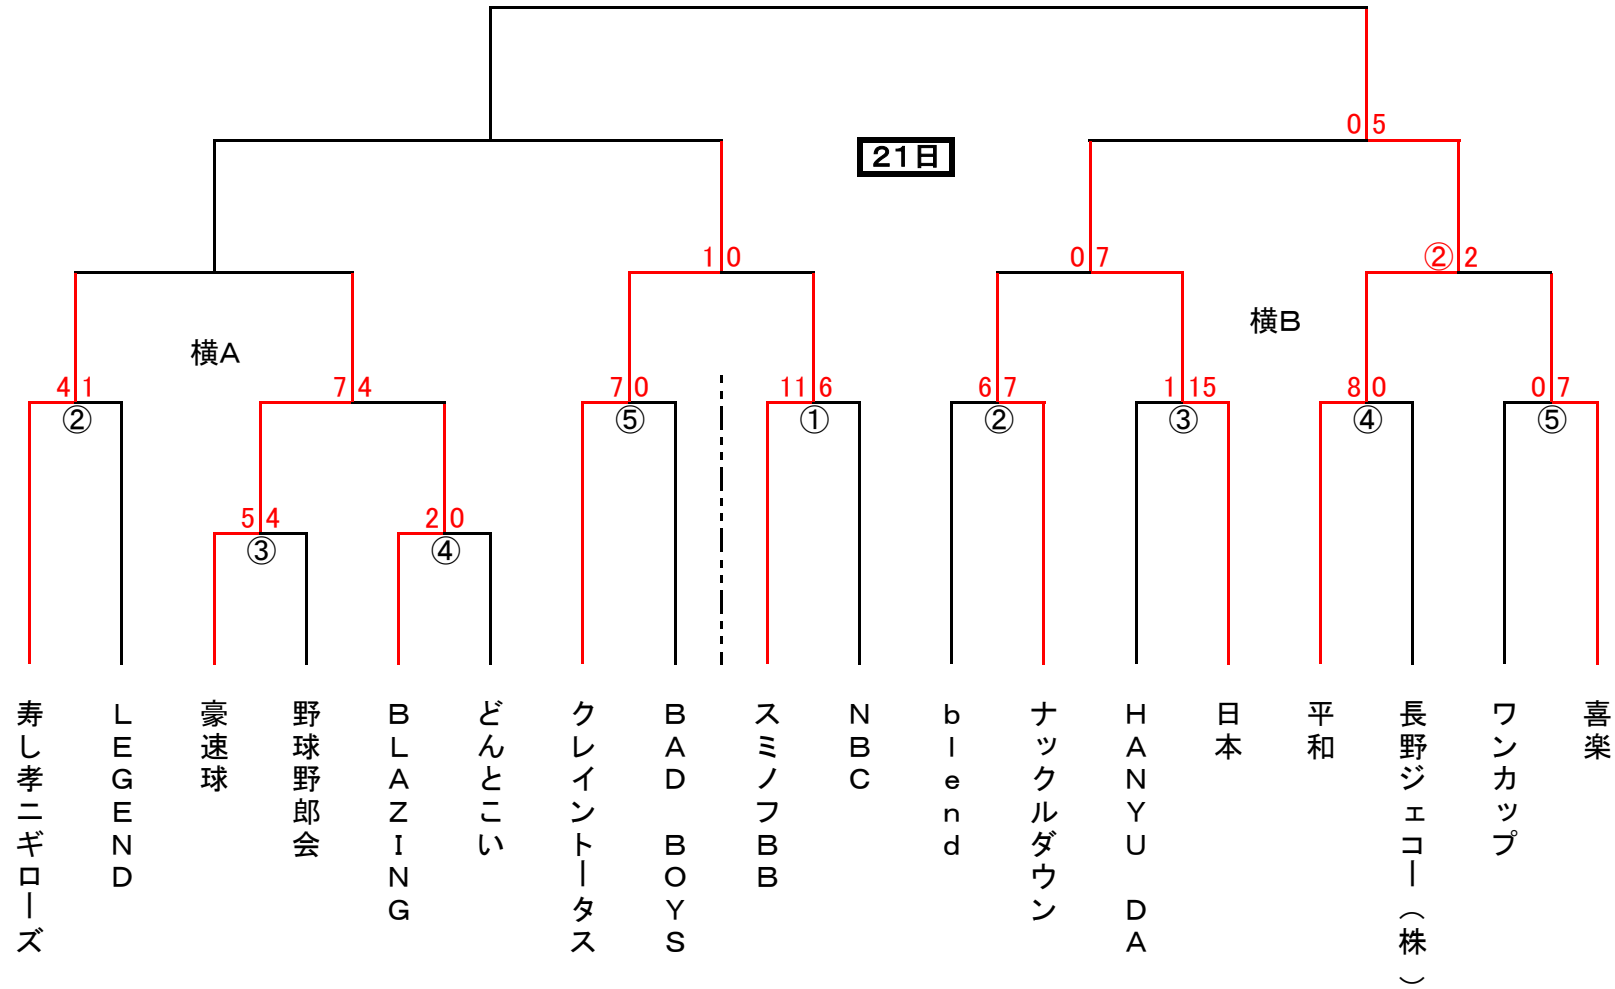 0 5
21日
1 0
0 7
② 2
横A
横B
4 1
7 4
7 0
11 6
6 7
1 15
8 0
0 7
②
⑤
①
②
③
④
⑤
5 4
2 0
③
④
寿し孝ニギローズ
LEGEND
豪速球
野球野郎会
BLAZING
どんとこい
クレイントータス
BAD BOYS
スミノフBB
NBC
blend
ナックルダウン
HANYU DA
日本
平和
長野ジェコー(株)
ワンカップ
喜楽